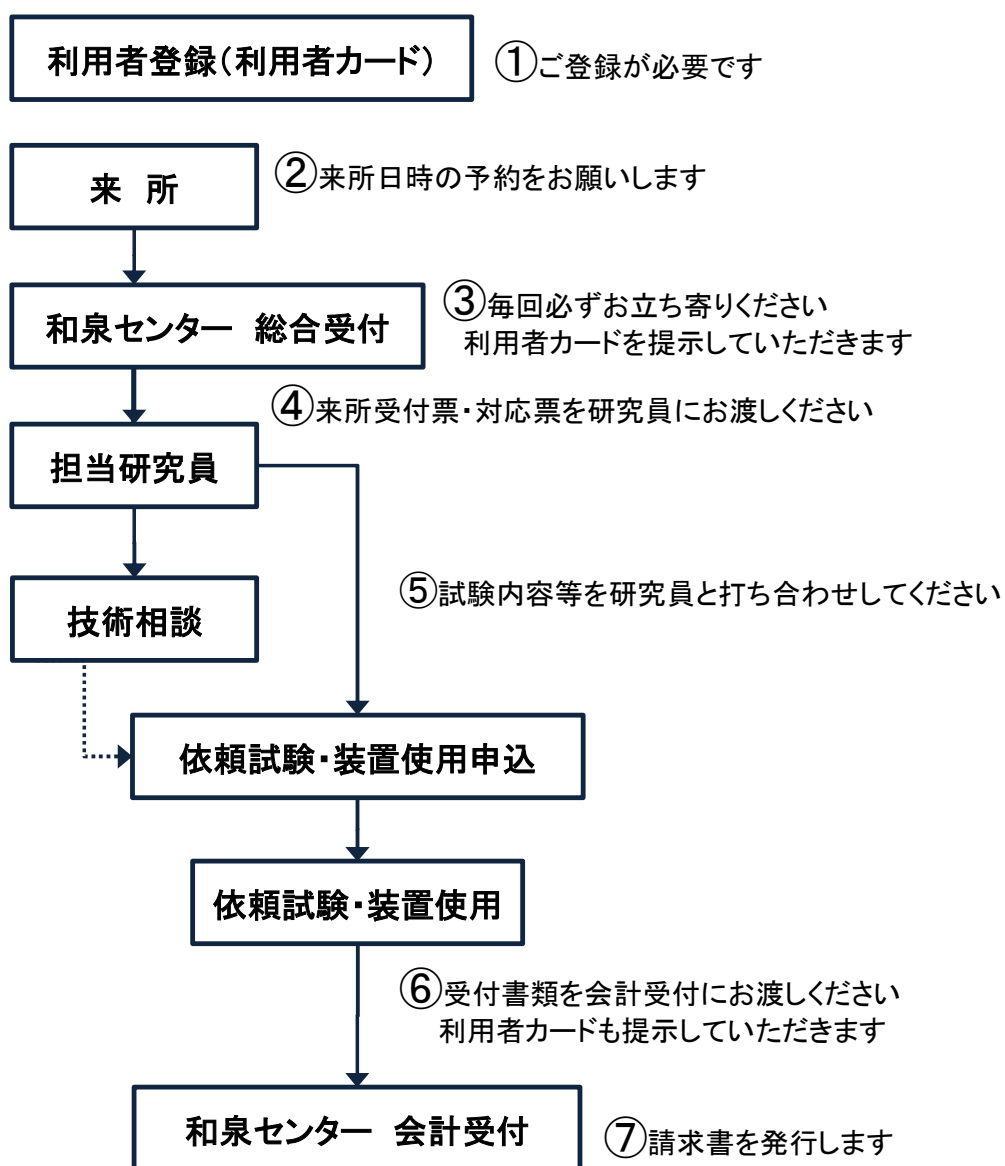 利用者登録(利用者カード)
①ご登録が必要です
来 所
②来所日時の予約をお願いします
和泉センター 総合受付
③毎回必ずお立ち寄りください
利用者カードを提示していただきます
④来所受付票・対応票を研究員にお渡しください
担当研究員
⑤試験内容等を研究員と打ち合わせしてください
技術相談
依頼試験・装置使用申込
依頼試験・装置使用
⑥受付書類を会計受付にお渡しください
利用者カードも提示していただきます
和泉センター 会計受付
⑦請求書を発行します